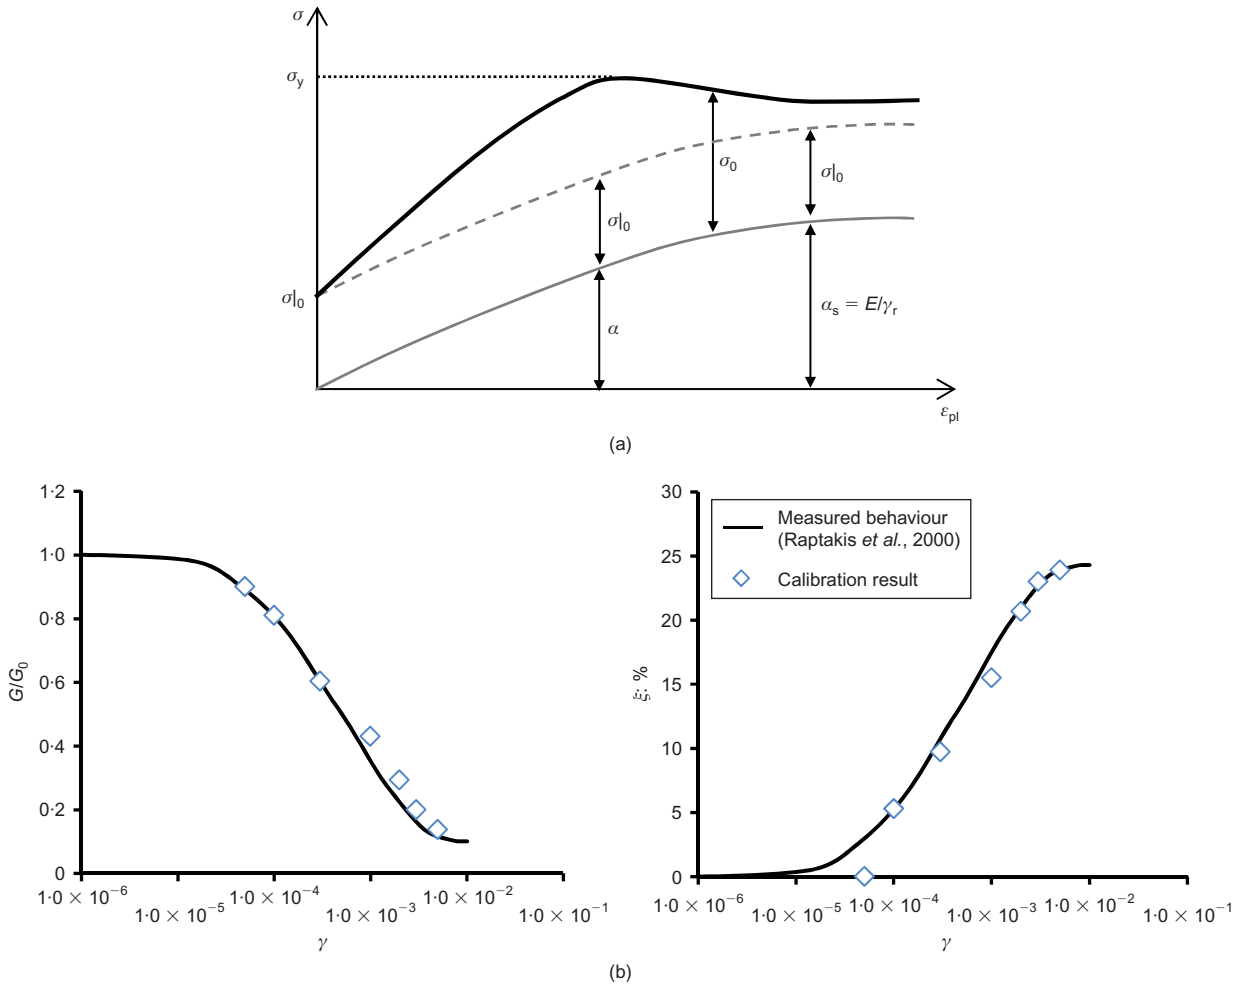 σ
σy
σ|0
σ0
σ|0
σ|0
α
αs = E/γr
εpl
(a)
1·2
1·0
0·8
0·6
0·4
0·2
0
G/G0
1·0 × 10−6
1·0 × 10−5
1·0 × 10−4
1·0 × 10−3
1·0 × 10−2
1·0 × 10−1
γ
30
25
20
15
10
5
0
ξ: %
Measured behaviour
(Raptakis et al., 2000)
Calibration result
1·0 × 10−6
1·0 × 10−5
1·0 × 10−4
1·0 × 10−3
1·0 × 10−2
1·0 × 10−1
γ
(b)